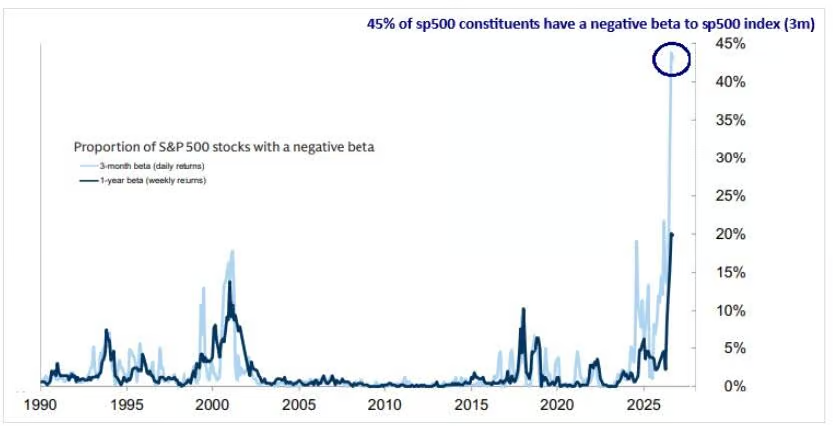 45% of sp500 constituents have a negative beta to sp500 index (3m)
45%
40%
35%
Proportion of S&P 500 stocks with a negative beta
3-month beta (daily returns)
1-year beta (weekly returns)
30%
25%
20%
15%
10%
5%
0%
1990 1995 2000 2005 2010 2015 2020 2025